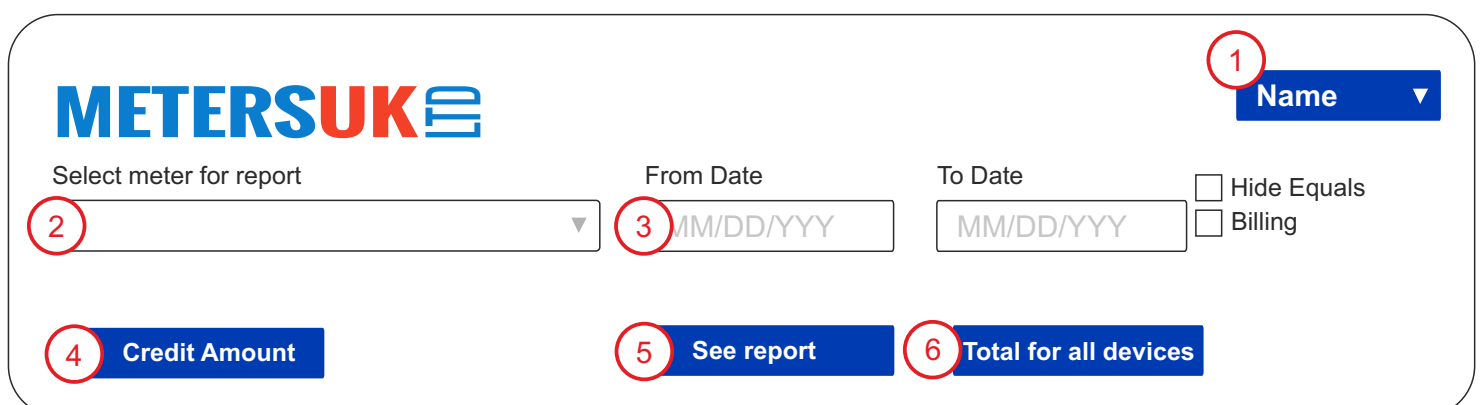 1
Name ▼
METERSUK LTD
Select meter for report
From Date
To Date
Hide Equals
2 ▼
3 MM/DD/YYY
MM/DD/YYY
Billing
4 Credit Amount
5 See report
6 Total for all devices